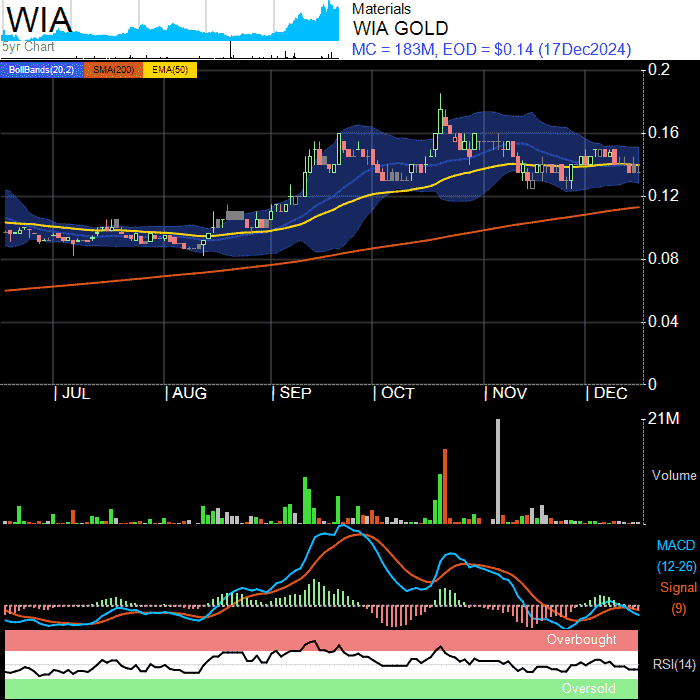 WIA
5yr Chart
Materials
WIA GOLD
MC = 183M, EOD = $0.14 (17Dec2024)
BollBands(20,2) SMA(200) EMA(50)
0.2
0.16
0.12
0.08
0.04
0
JUL AUG SEP OCT NOV DEC
21M
Volume
MACD
(12-26)
Signal
(9)
Overbought
RSI(14)
Oversold